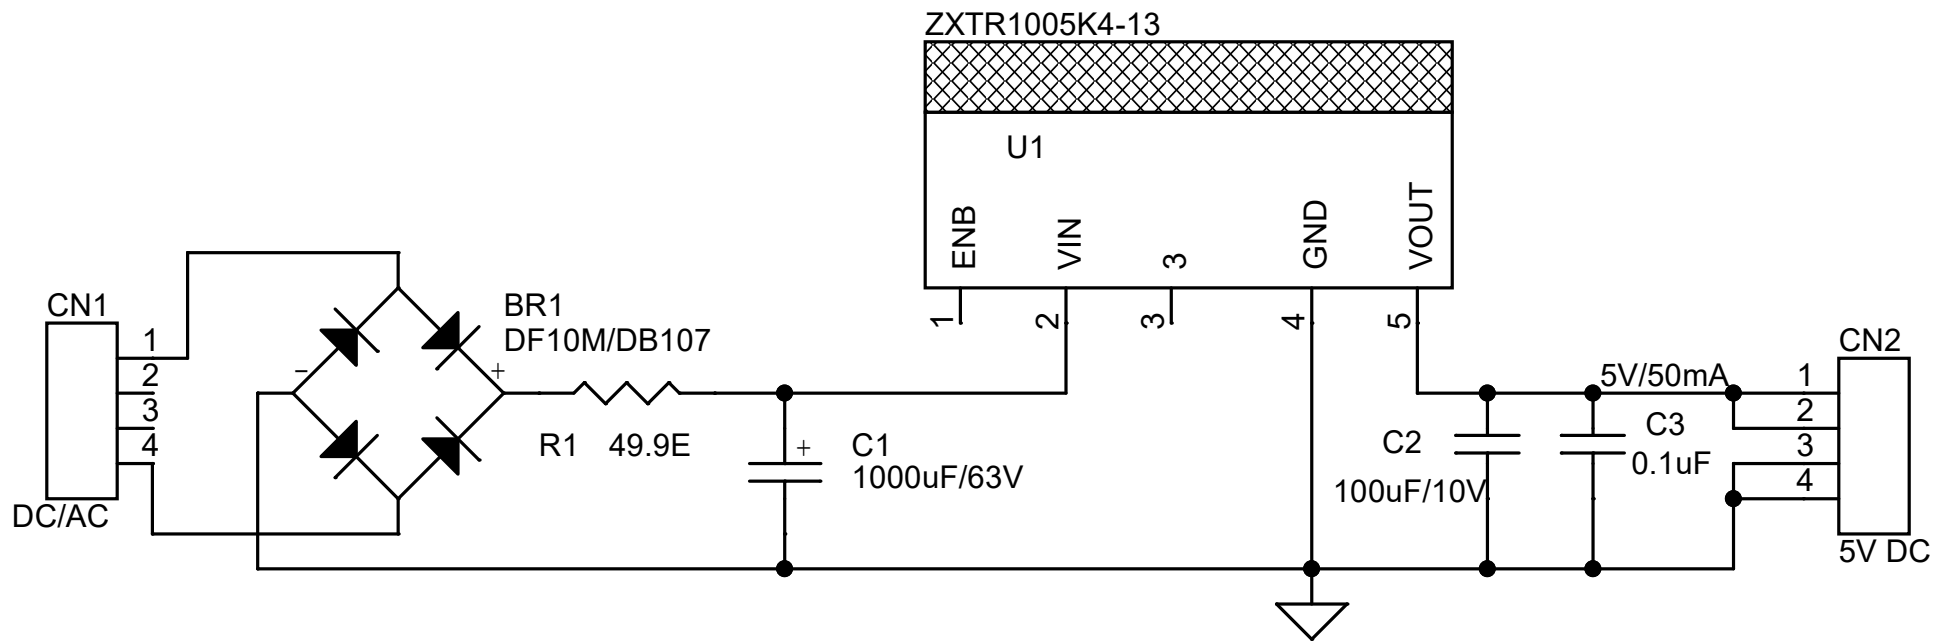 ZXTR1005K4-13
U1
ENB
VIN
3
GND
VOUT
1
2
3
4
5
CN1
1
2
3
4
DC/AC
BR1
DF10M/DB107
-
+
R1 49.9E
+
C1
1000uF/63V
C2
100uF/10V
C3
0.1uF
5V/50mA
CN2
1
2
3
4
5V DC